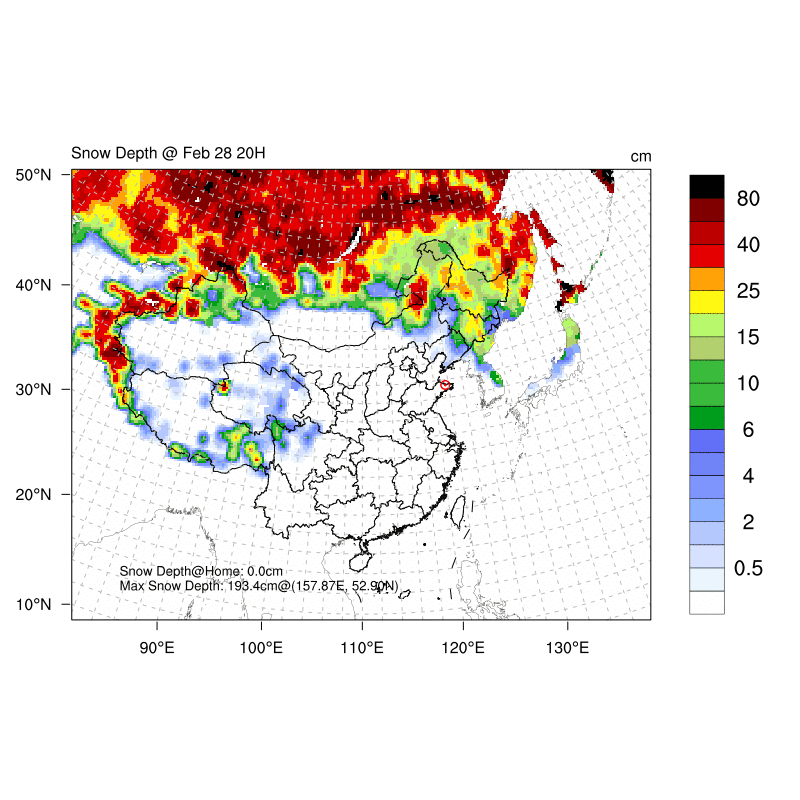 Snow Depth @ Feb 28 20H
cm
50°N
40°N
30°N
20°N
10°N
90°E
100°E
110°E
120°E
130°E
80
40
25
15
10
6
4
2
0.5
Snow Depth@Home: 0.0cm
Max Snow Depth: 193.4cm@(157.87E, 52.90N)